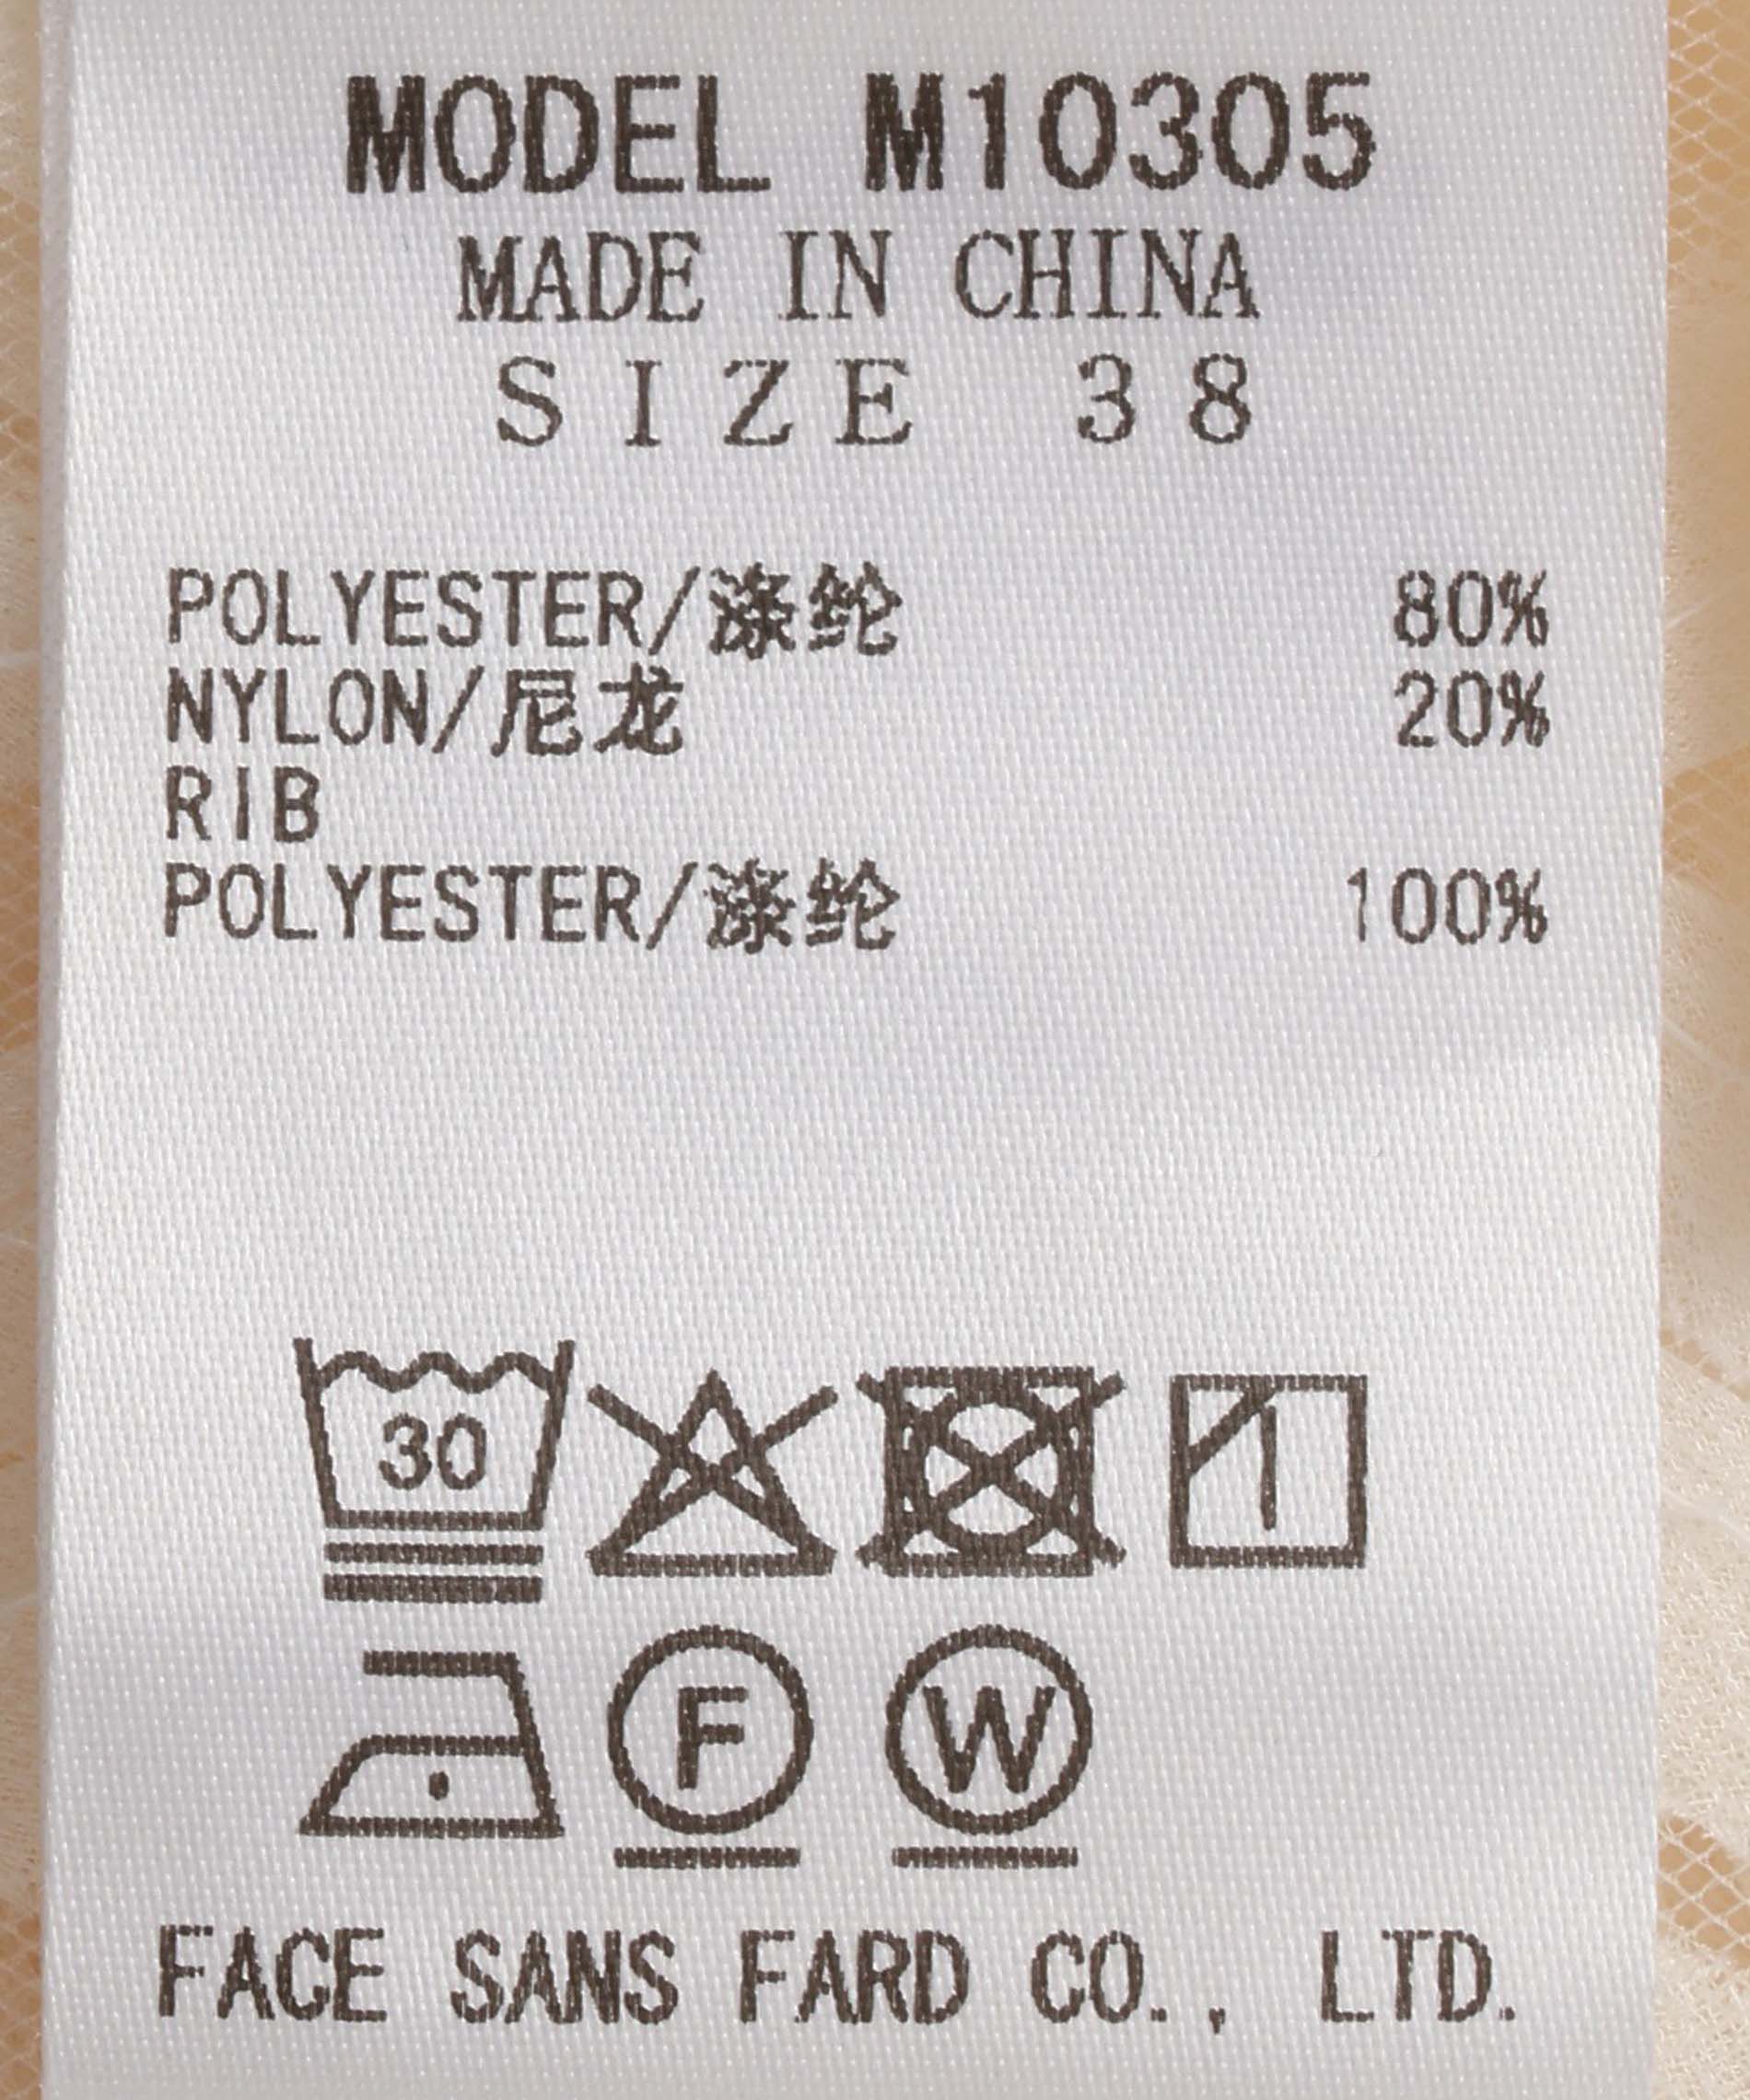 MODEL M10305
MADE IN CHINA
SIZE 38
POLYESTER/涤纶 80%
NYLON/尼龙 20%
RIB
POLYESTER/涤纶 100%
30
F W
FACE SANS FARD CO., LTD.